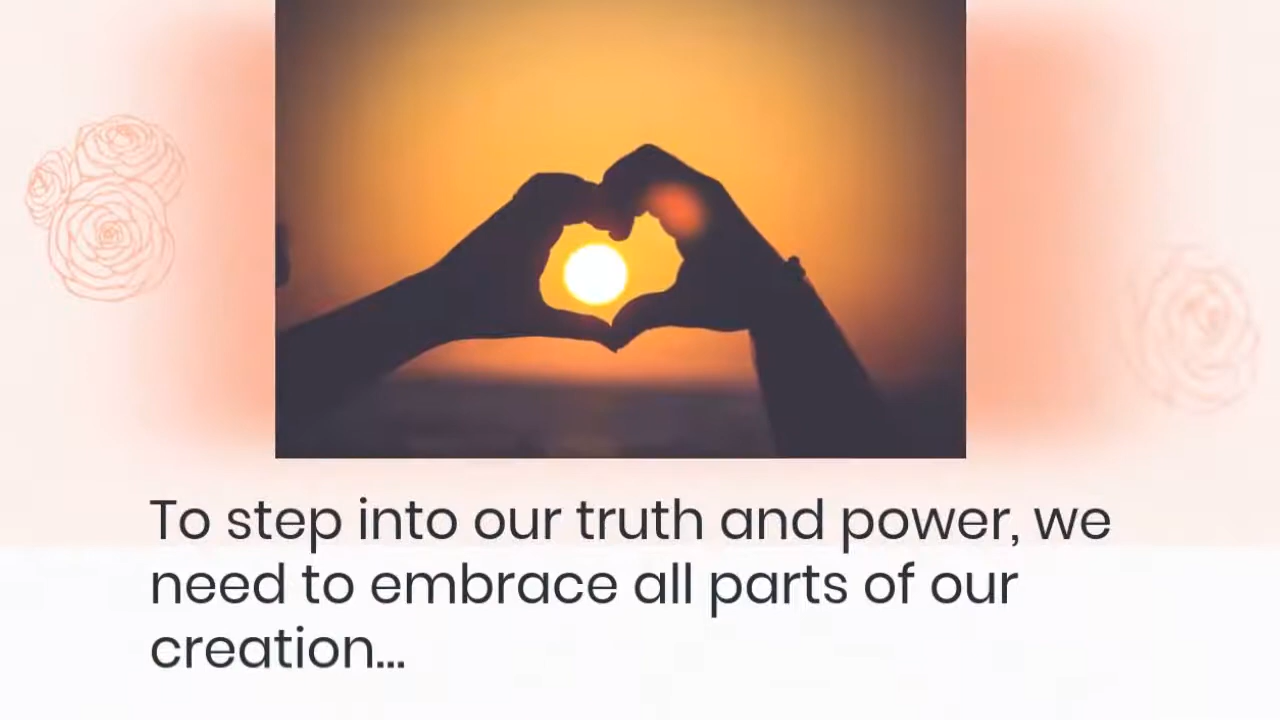 To step into our truth and power, we
need to embrace all parts of our
creation...